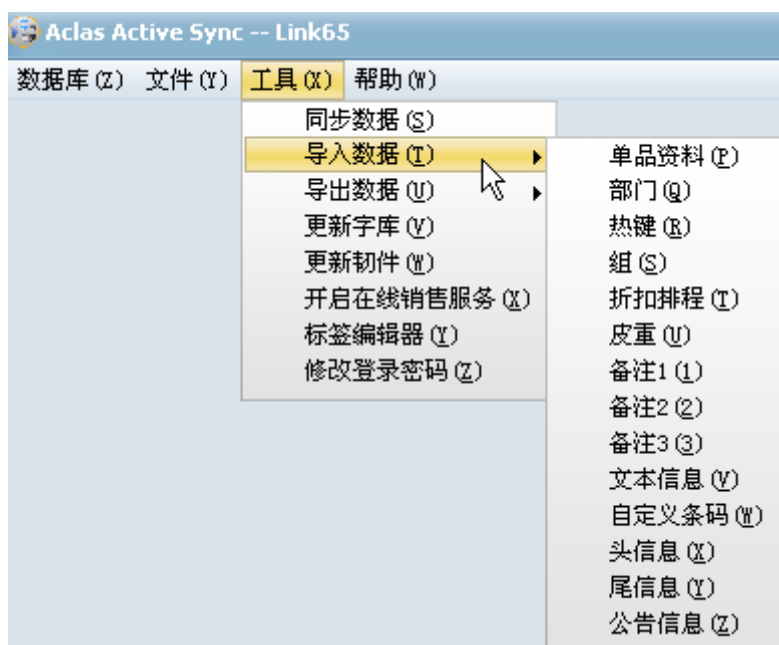 Aclas Active Sync -- Link65
数据库(Z) 文件(Y) 工具(X) 帮助(W)
同步数据(S)
导入数据(T)
导出数据(U)
更新字库(V)
更新韧件(W)
开启在线销售服务(X)
标签编辑器(Y)
修改登录密码(Z)
单品资料(P)
部门(Q)
热键(R)
组(S)
折扣排程(T)
皮重(U)
备注1(1)
备注2(2)
备注3(3)
文本信息(V)
自定义条码(W)
头信息(X)
尾信息(Y)
公告信息(Z)